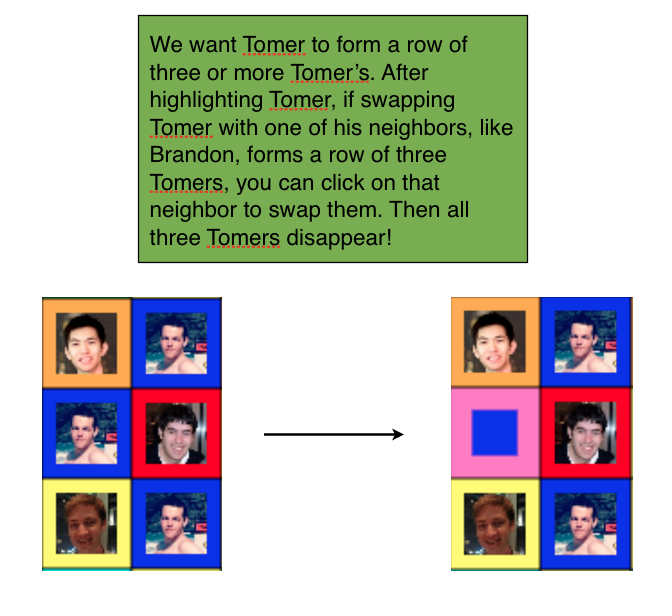 We want Tomer to form a row of
three or more Tomer’s. After
highlighting Tomer, if swapping
Tomer with one of his neighbors, like
Brandon, forms a row of three
Tomers, you can click on that
neighbor to swap them. Then all
three Tomers disappear!